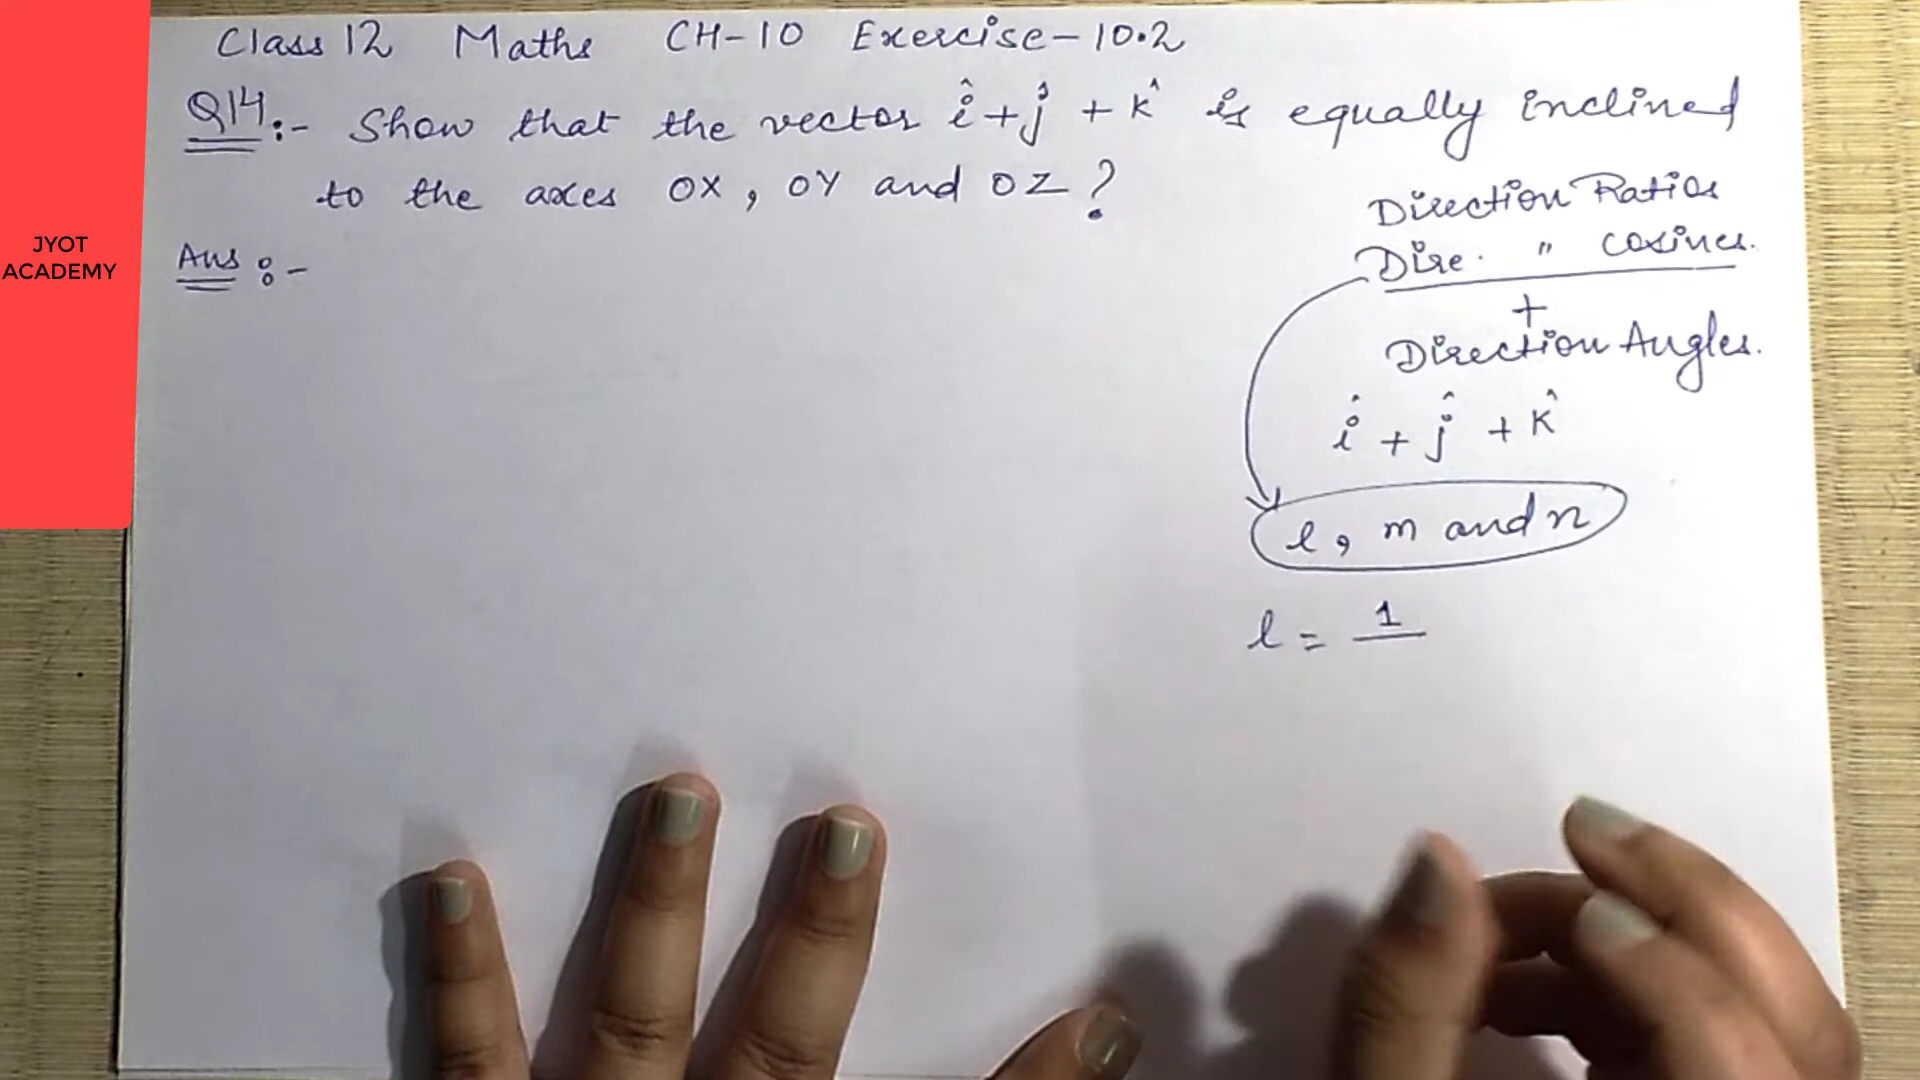 JYOT
ACADEMY
Class 12 Maths CH-10 Exercise-10.2
Q14:- Show that the vector î + ĵ + k̂ is equally inclined
to the axes OX, OY and OZ?
Ans:-
Direction Ratios
Dire. " cosines.
+
Direction Angles.
î + ĵ + k̂
l, m and n
l = 1/